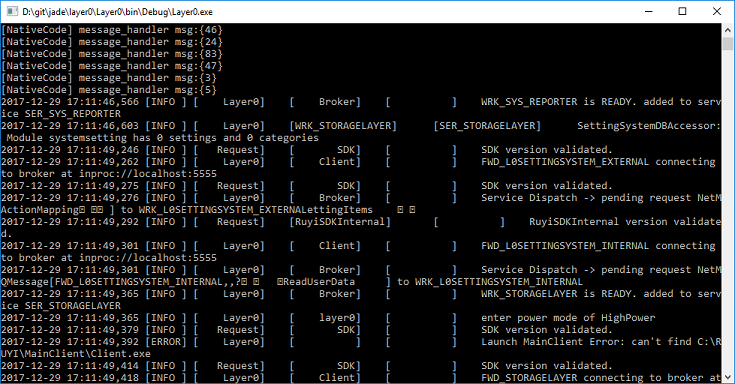 D:\git\jade\layer0\Layer0\bin\Debug\Layer0.exe
[NativeCode] message_handler msg:{46}
[NativeCode] message_handler msg:{24}
[NativeCode] message_handler msg:{83}
[NativeCode] message_handler msg:{47}
[NativeCode] message_handler msg:{3}
[NativeCode] message_handler msg:{5}
2017-12-29 17:11:46,566 [INFO ] [    Layer0]    [    Broker]    [          ]    WRK_SYS_REPORTER is READY. added to serv
ice SER_SYS_REPORTER
2017-12-29 17:11:46,603 [INFO ] [    Layer0]    [WRK_STORAGELAYER]      [SER_STORAGELAYER]      SettingSystemDBAccessor:
 Module systemsetting has 0 settings and 0 categories
2017-12-29 17:11:49,246 [INFO ] [   Request]    [       SDK]    [          ]    SDK version validated.
2017-12-29 17:11:49,262 [INFO ] [    Layer0]    [    Client]    [          ]    FWD_L0SETTINGSYSTEM_EXTERNAL connecting
to broker at inproc://localhost:5555
2017-12-29 17:11:49,275 [INFO ] [   Request]    [       SDK]    [          ]    SDK version validated.
2017-12-29 17:11:49,276 [INFO ] [    Layer0]    [    Broker]    [          ]    Service Dispatch -> pending request NetM
ActionMapping ] to WRK_L0SETTINGSYSTEM_EXTERNALettingItems
2017-12-29 17:11:49,292 [INFO ] [   Request]    [RuyiSDKInternal]       [          ]    RuyiSDKInternal version validate
d.
2017-12-29 17:11:49,301 [INFO ] [    Layer0]    [    Client]    [          ]    FWD_L0SETTINGSYSTEM_INTERNAL connecting
to broker at inproc://localhost:5555
2017-12-29 17:11:49,301 [INFO ] [    Layer0]    [    Broker]    [          ]    Service Dispatch -> pending request NetM
QMessage[FWD_L0SETTINGSYSTEM_INTERNAL,,? ReadUserData     ] to WRK_L0SETTINGSYSTEM_INTERNAL
2017-12-29 17:11:49,365 [INFO ] [    Layer0]    [    Broker]    [          ]    WRK_STORAGELAYER is READY. added to serv
ice SER_STORAGELAYER
2017-12-29 17:11:49,365 [INFO ] [    Layer0]    [    layer0]    [          ]    enter power mode of HighPower
2017-12-29 17:11:49,379 [INFO ] [   Request]    [       SDK]    [          ]    SDK version validated.
2017-12-29 17:11:49,392 [ERROR] [    Layer0]    [          ]    [          ]    Launch MainClient Error: can't find C:\R
UYI\MainClient\Client.exe
2017-12-29 17:11:49,414 [INFO ] [   Request]    [       SDK]    [          ]    SDK version validated.
2017-12-29 17:11:49,418 [INFO ] [    Layer0]    [    Client]    [          ]    FWD_STORAGELAYER connecting to broker at